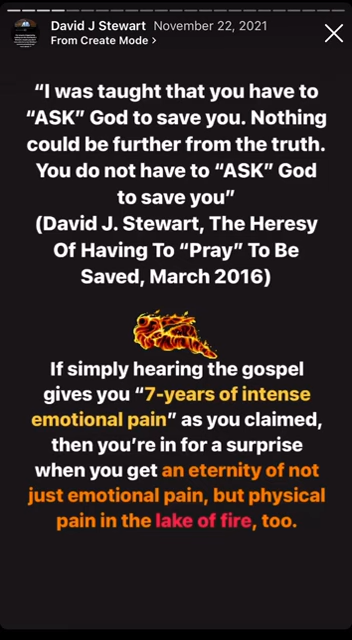 David J Stewart November 22, 2021
From Create Mode >
“I was taught that you have to
“ASK” God to save you. Nothing
could be further from the truth.
You do not have to “ASK” God
to save you”
(David J. Stewart, The Heresy
Of Having To “Pray” To Be
Saved, March 2016)
If simply hearing the gospel
gives you “7-years of intense
emotional pain” as you claimed,
then you’re in for a surprise
when you get an eternity of not
just emotional pain, but physical
pain in the lake of fire, too.